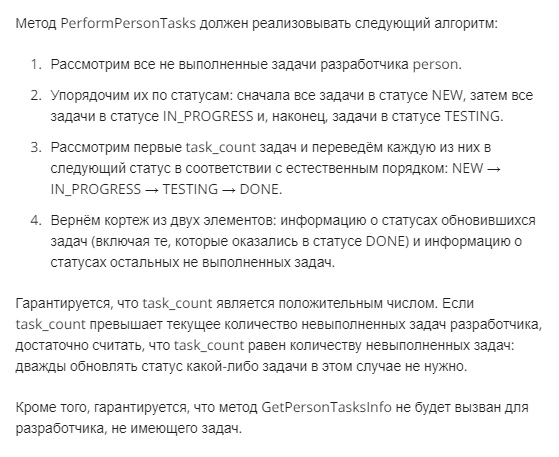 Метод PerformPersonTasks должен реализовывать следующий алгоритм:
1. Рассмотрим все не выполненные задачи разработчика person.
2. Упорядочим их по статусам: сначала все задачи в статусе NEW, затем все
задачи в статусе IN_PROGRESS и, наконец, задачи в статусе TESTING.
3. Рассмотрим первые task_count задач и переведём каждую из них в
следующий статус в соответствии с естественным порядком: NEW →
IN_PROGRESS → TESTING → DONE.
4. Вернём кортеж из двух элементов: информацию о статусах обновившихся
задач (включая те, которые оказались в статусе DONE) и информацию о
статусах остальных не выполненных задач.
Гарантируется, что task_count является положительным числом. Если
task_count превышает текущее количество невыполненных задач разработчика,
достаточно считать, что task_count равен количеству невыполненных задач:
дважды обновлять статус какой-либо задачи в этом случае не нужно.
Кроме того, гарантируется, что метод GetPersonTasksInfo не будет вызван для
разработчика, не имеющего задач.